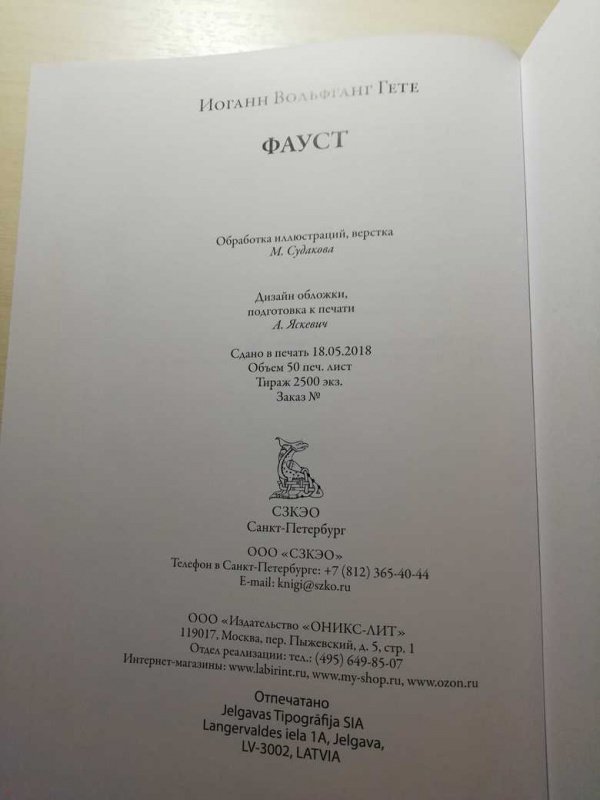 Иоганн Вольфганг Гете
ФАУСТ
Обработка иллюстраций, верстка
М. Судакова
Дизайн обложки,
подготовка к печати
А. Яскевич
Сдано в печать 18.05.2018
Объем 50 печ. лист
Тираж 2500 экз.
Заказ №
СЗКЭО
Санкт-Петербург
ООО «СЗКЭО»
Телефон в Санкт-Петербурге: +7 (812) 365-40-44
E-mail: knigi@szko.ru
ООО «Издательство «ОНИКС-ЛИТ»
119017, Москва, пер. Пыжевский, д. 5, стр. 1
Отдел реализации: тел.: (495) 649-85-07
Интернет-магазины: www.labirint.ru, www.my-shop.ru, www.ozon.ru
Отпечатано
Jelgavas Tipogrāfija SIA
Langervaldes iela 1A, Jelgava,
LV-3002, LATVIA